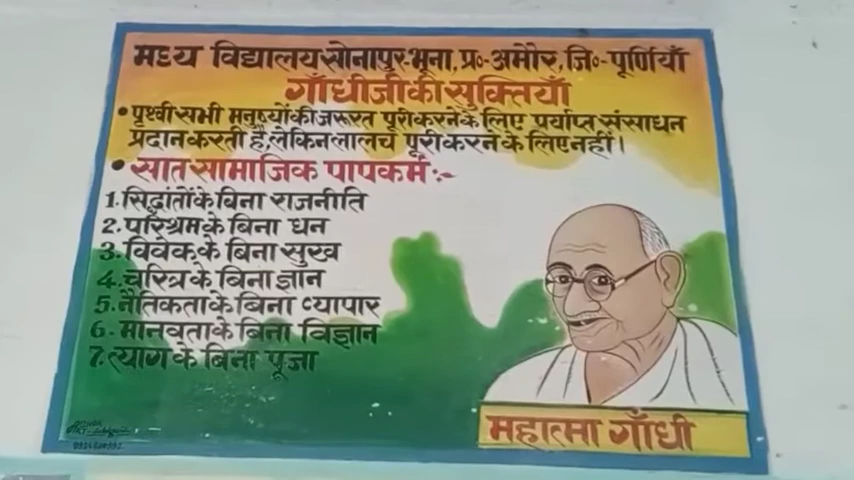 मध्य विद्यालय सोनापुर भूना, प्र०-अमौर, जि०- पूर्णियाँ
गाँधीजी की सुक्तियाँ
• पृथ्वी सभी मनुष्यों की जरूरत पूरी करने के लिए पर्याप्त संसाधन
प्रदान करती है, लेकिन लालच पूरी करने के लिए नहीं।
• सात सामाजिक पापकर्म :-
1. सिद्धांतों के बिना राजनीति
2. परिश्रम के बिना धन
3. विवेक के बिना सुख
4. चरित्र के बिना ज्ञान
5. नैतिकता के बिना व्यापार
6. मानवता के बिना विज्ञान
7. त्याग के बिना पूजा
महात्मा गाँधी